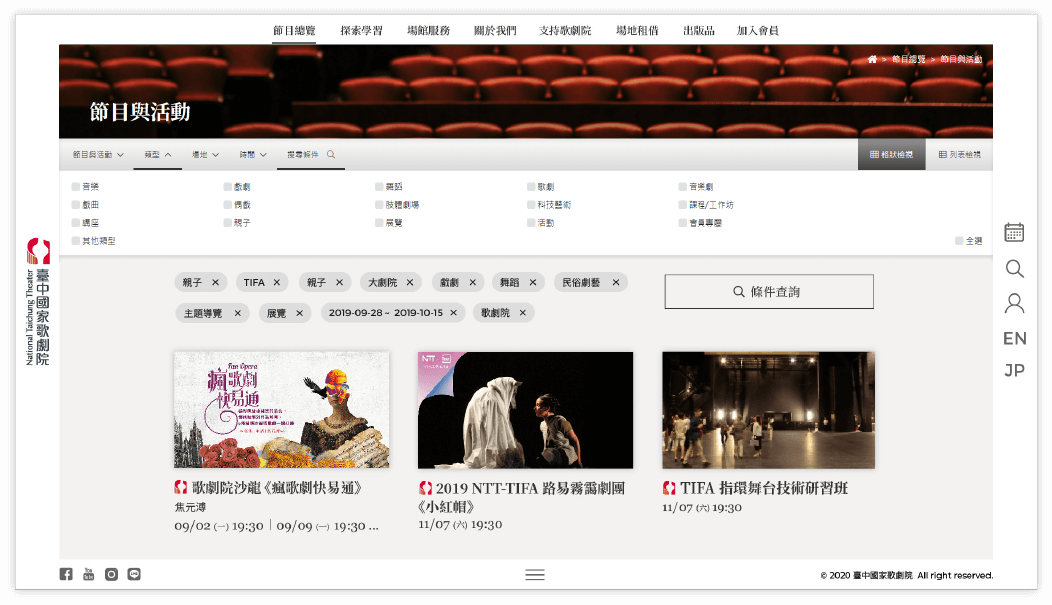 節目總覽 探索學習 場館服務 關於我們 支持歌劇院 場地租借 出版品 加入會員
> 節目總覽 > 節目與活動
節目與活動
節目與活動 類型 場地 時間 搜尋條件 格狀檢視 列表檢視
音樂 戲劇 舞蹈 歌劇 音樂劇
戲曲 偶戲 肢體劇場 科技藝術 課程/工作坊
講座 親子 展覽 活動 會員專屬
其他類型 全選
臺中國家歌劇院
National Taichung Theater
EN
JP
親子 × TIFA × 親子 × 大劇院 × 戲劇 × 舞蹈 × 民俗劇藝 ×
主題導覽 × 展覽 × 2019-09-28 ~ 2019-10-15 × 歌劇院 ×
條件查詢
Fun Opera
瘋歌劇
快易通
NTT
歌劇院沙龍《瘋歌劇快易通》
焦元溥
09/02 (一) 19:30 | 09/09 (一) 19:30 ...
2019 NTT-TIFA 路易霧靄劇團
《小紅帽》
11/07 (六) 19:30
TIFA 指環舞台技術研習班
11/07 (六) 19:30
© 2020 臺中國家歌劇院 All right reserved.